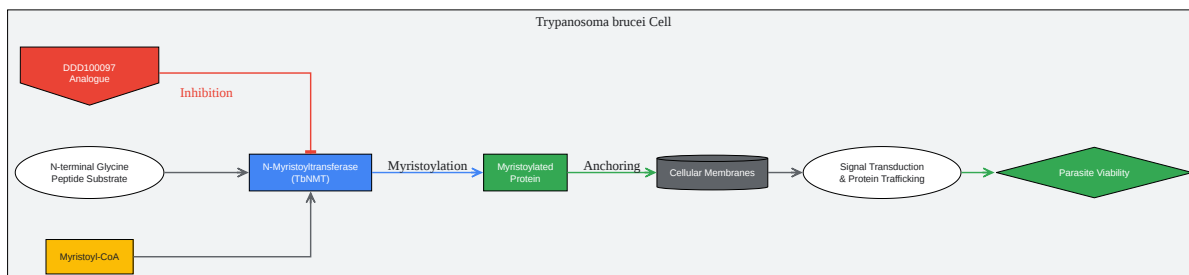 Trypanosoma brucei Cell
DDD100097
Analogue
Inhibition
N-terminal Glycine
Peptide Substrate
N-Myristoyltransferase
(TbNMT)
Myristoylation
Myristoylated
Protein
Anchoring
Cellular Membranes
Signal Transduction
& Protein Trafficking
Parasite Viability
Myristoyl-CoA